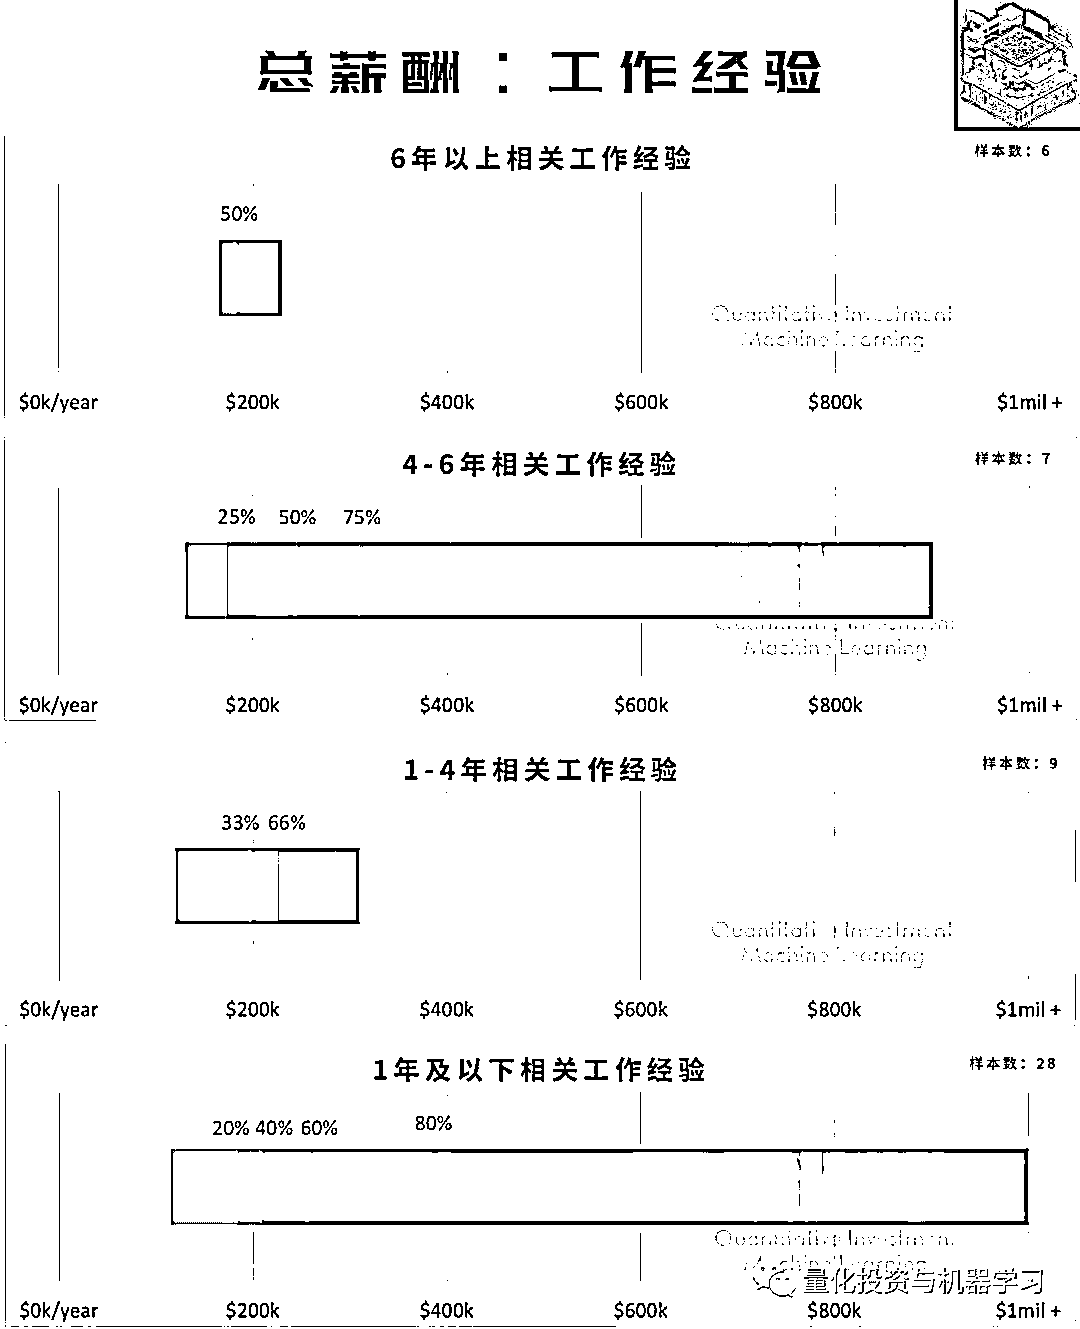 总薪酬：工作经验
6年以上相关工作经验
样本数：6
50%
Quantitative Investment
Machine Learning
$0k/year $200k $400k $600k $800k $1mil +
4-6年相关工作经验
样本数：7
25% 50% 75%
Quantitative Investment
Machine Learning
$0k/year $200k $400k $600k $800k $1mil +
1-4年相关工作经验
样本数：9
33% 66%
Quantitative Investment
Machine Learning
$0k/year $200k $400k $600k $800k $1mil +
1年及以下相关工作经验
样本数：28
20% 40% 60% 80%
Quantitative Investment
Machine Learning
量化投资与机器学习
$0k/year $200k $400k $600k $800k $1mil +